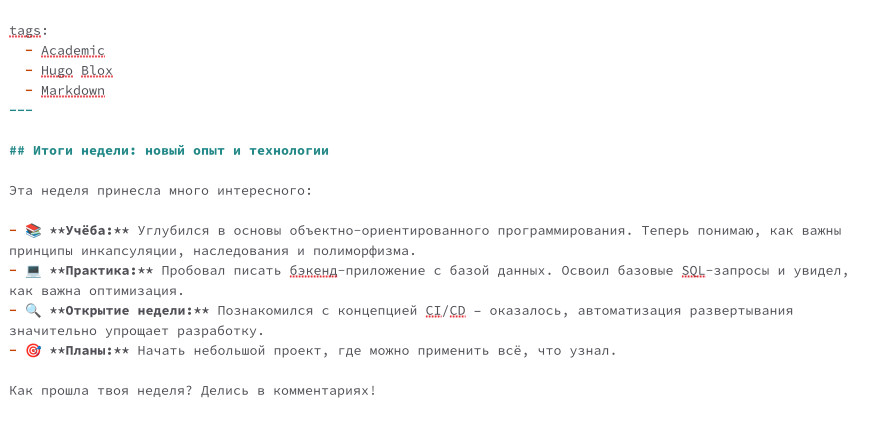 tags:
  - Academic
  - Hugo Blox
  - Markdown
---
## Итоги недели: новый опыт и технологии
Эта неделя принесла много интересного:
- 📚 **Учёба:** Углубился в основы объектно-ориентированного программирования. Теперь понимаю, как важны
принципы инкапсуляции, наследования и полиморфизма.
- 💻 **Практика:** Пробовал писать бэкенд-приложение с базой данных. Освоил базовые SQL-запросы и увидел,
как важна оптимизация.
- 🔍 **Открытие недели:** Познакомился с концепцией CI/CD – оказалось, автоматизация развертывания
значительно упрощает разработку.
- 🎯 **Планы:** Начать небольшой проект, где можно применить всё, что узнал.
Как прошла твоя неделя? Делись в комментариях!